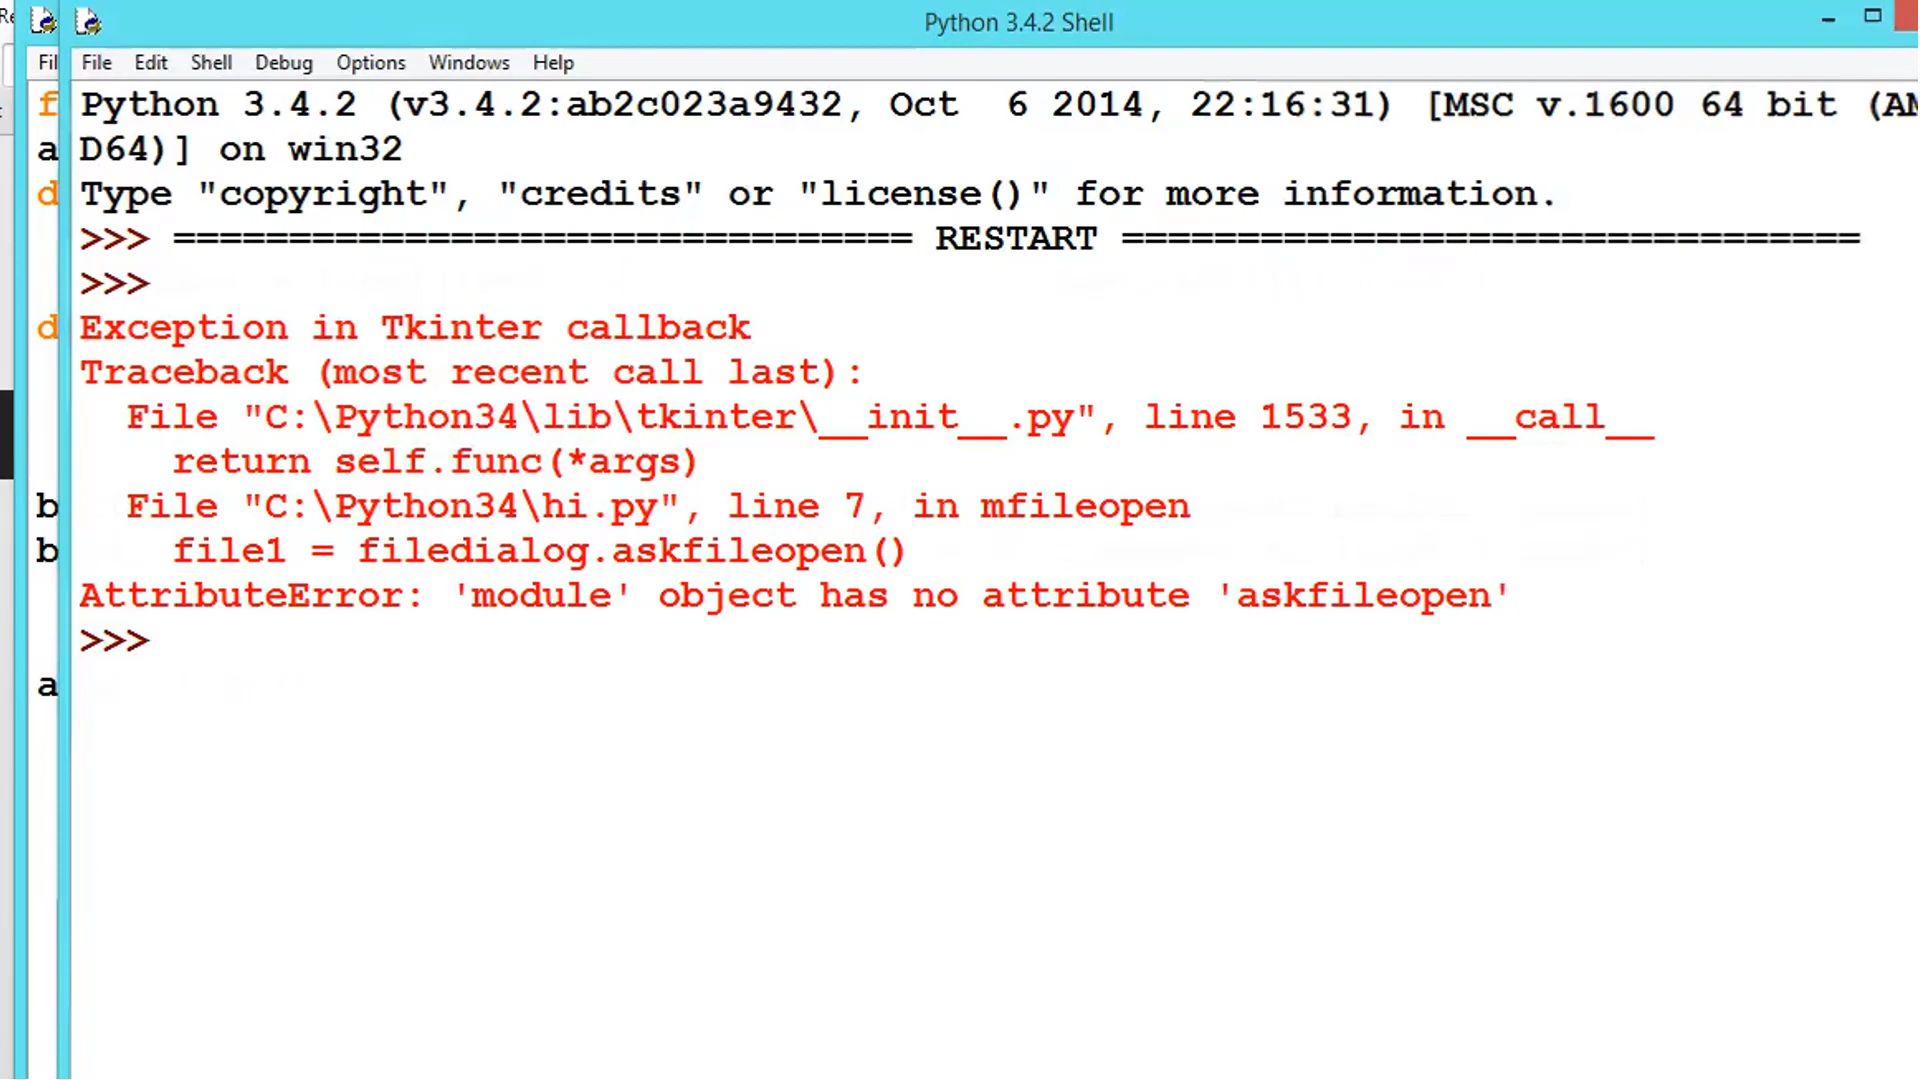 Re
Python 3.4.2 Shell
Fil
File Edit Shell Debug Options Windows Help
f
Python 3.4.2 (v3.4.2:ab2c023a9432, Oct  6 2014, 22:16:31) [MSC v.1600 64 bit (AM
a
D64)] on win32
d
Type "copyright", "credits" or "license()" for more information.
>>> ================================ RESTART ================================
>>>
d
Exception in Tkinter callback
Traceback (most recent call last):
  File "C:\Python34\lib\tkinter\__init__.py", line 1533, in __call__
    return self.func(*args)
b
  File "C:\Python34\hi.py", line 7, in mfileopen
b
    file1 = filedialog.askfileopen()
AttributeError: 'module' object has no attribute 'askfileopen'
>>>
a